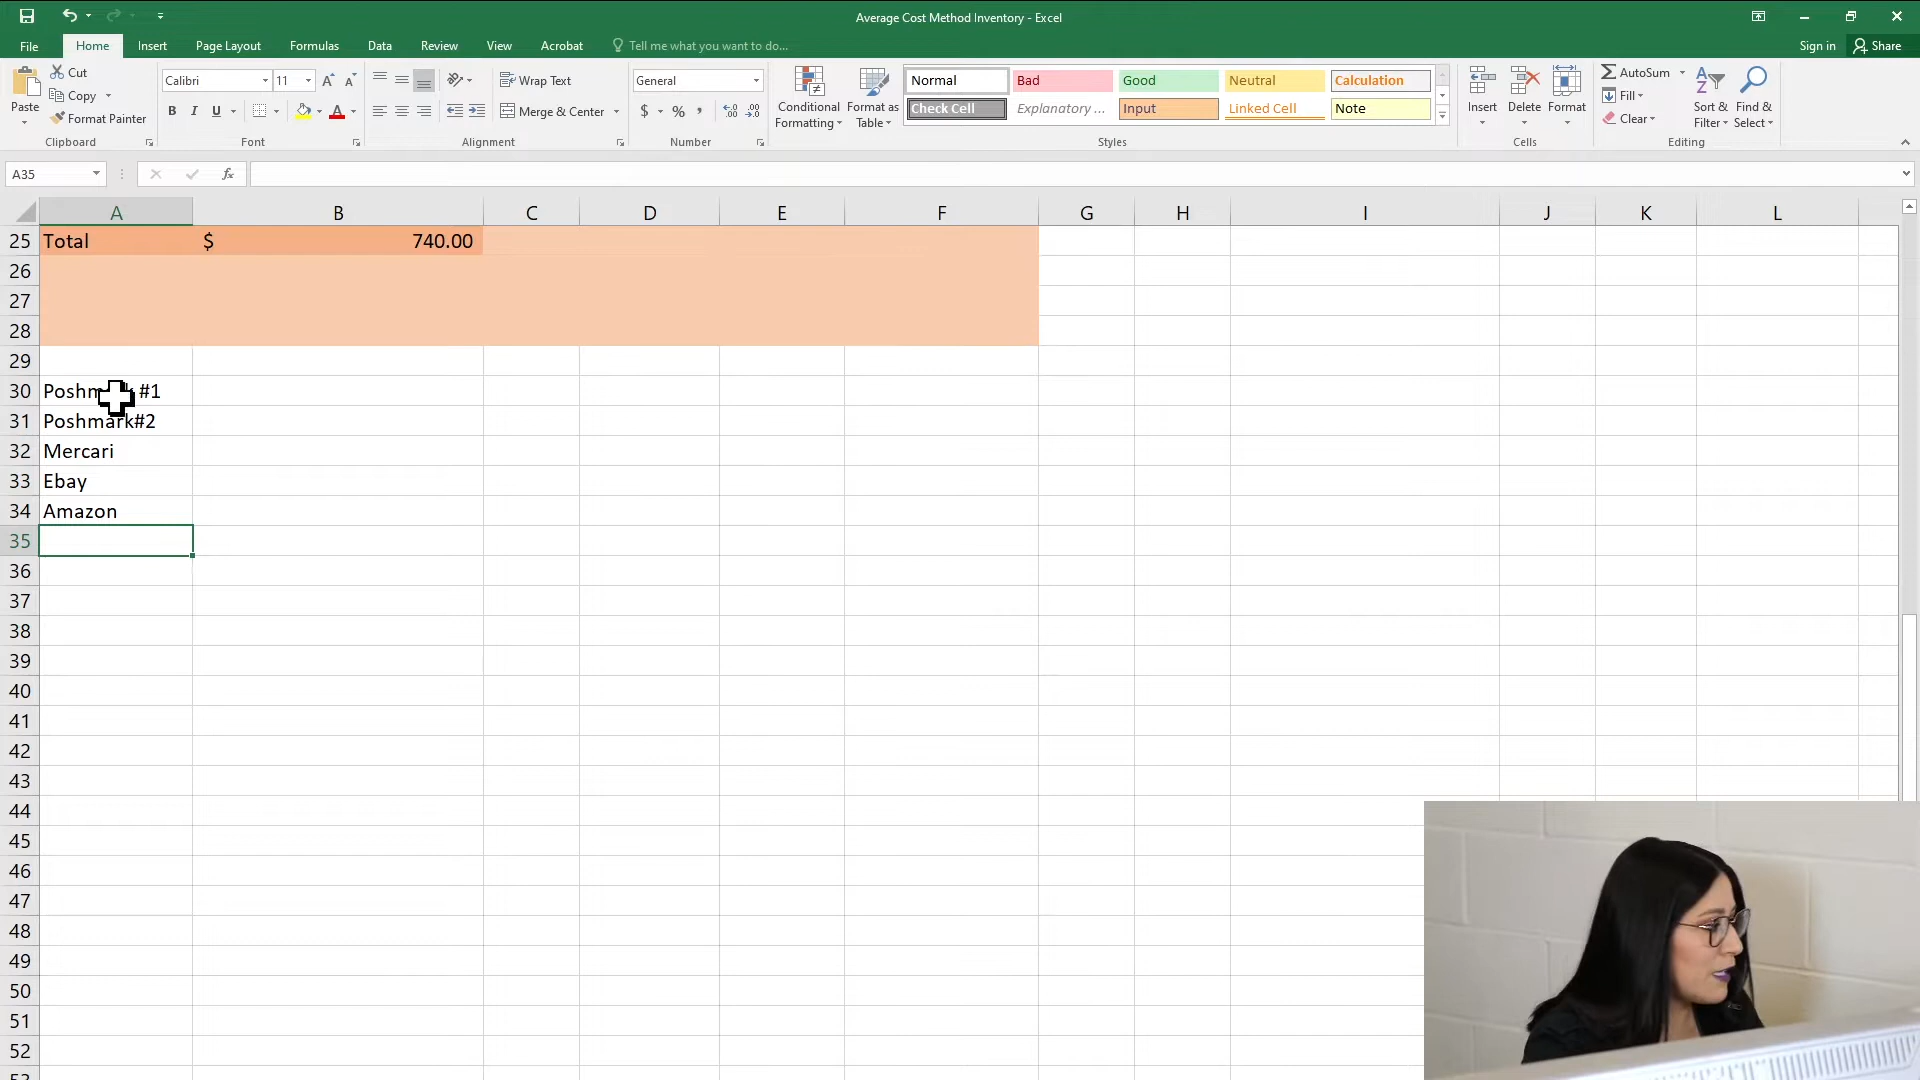 Average Cost Method Inventory - Excel
File Home Insert Page Layout Formulas Data Review View Acrobat Tell me what you want to do... Sign in Share
Paste Cut Copy Format Painter Clipboard
Calibri 11 A A B I U A Font
Wrap Text Merge & Center Alignment
General $ % , Number
Conditional Formatting Format as Table
Normal Bad Good Neutral Calculation
Check Cell Explanatory ... Input Linked Cell Note
Styles
Insert Delete Format Cells
AutoSum Fill Clear Sort & Filter Find & Select Editing
A35 fx
A B C D E F G H I J K L
25 Total $ 740.00
26
27
28
29
30 Poshmark #1
31 Poshmark#2
32 Mercari
33 Ebay
34 Amazon
35
36
37
38
39
40
41
42
43
44
45
46
47
48
49
50
51
52